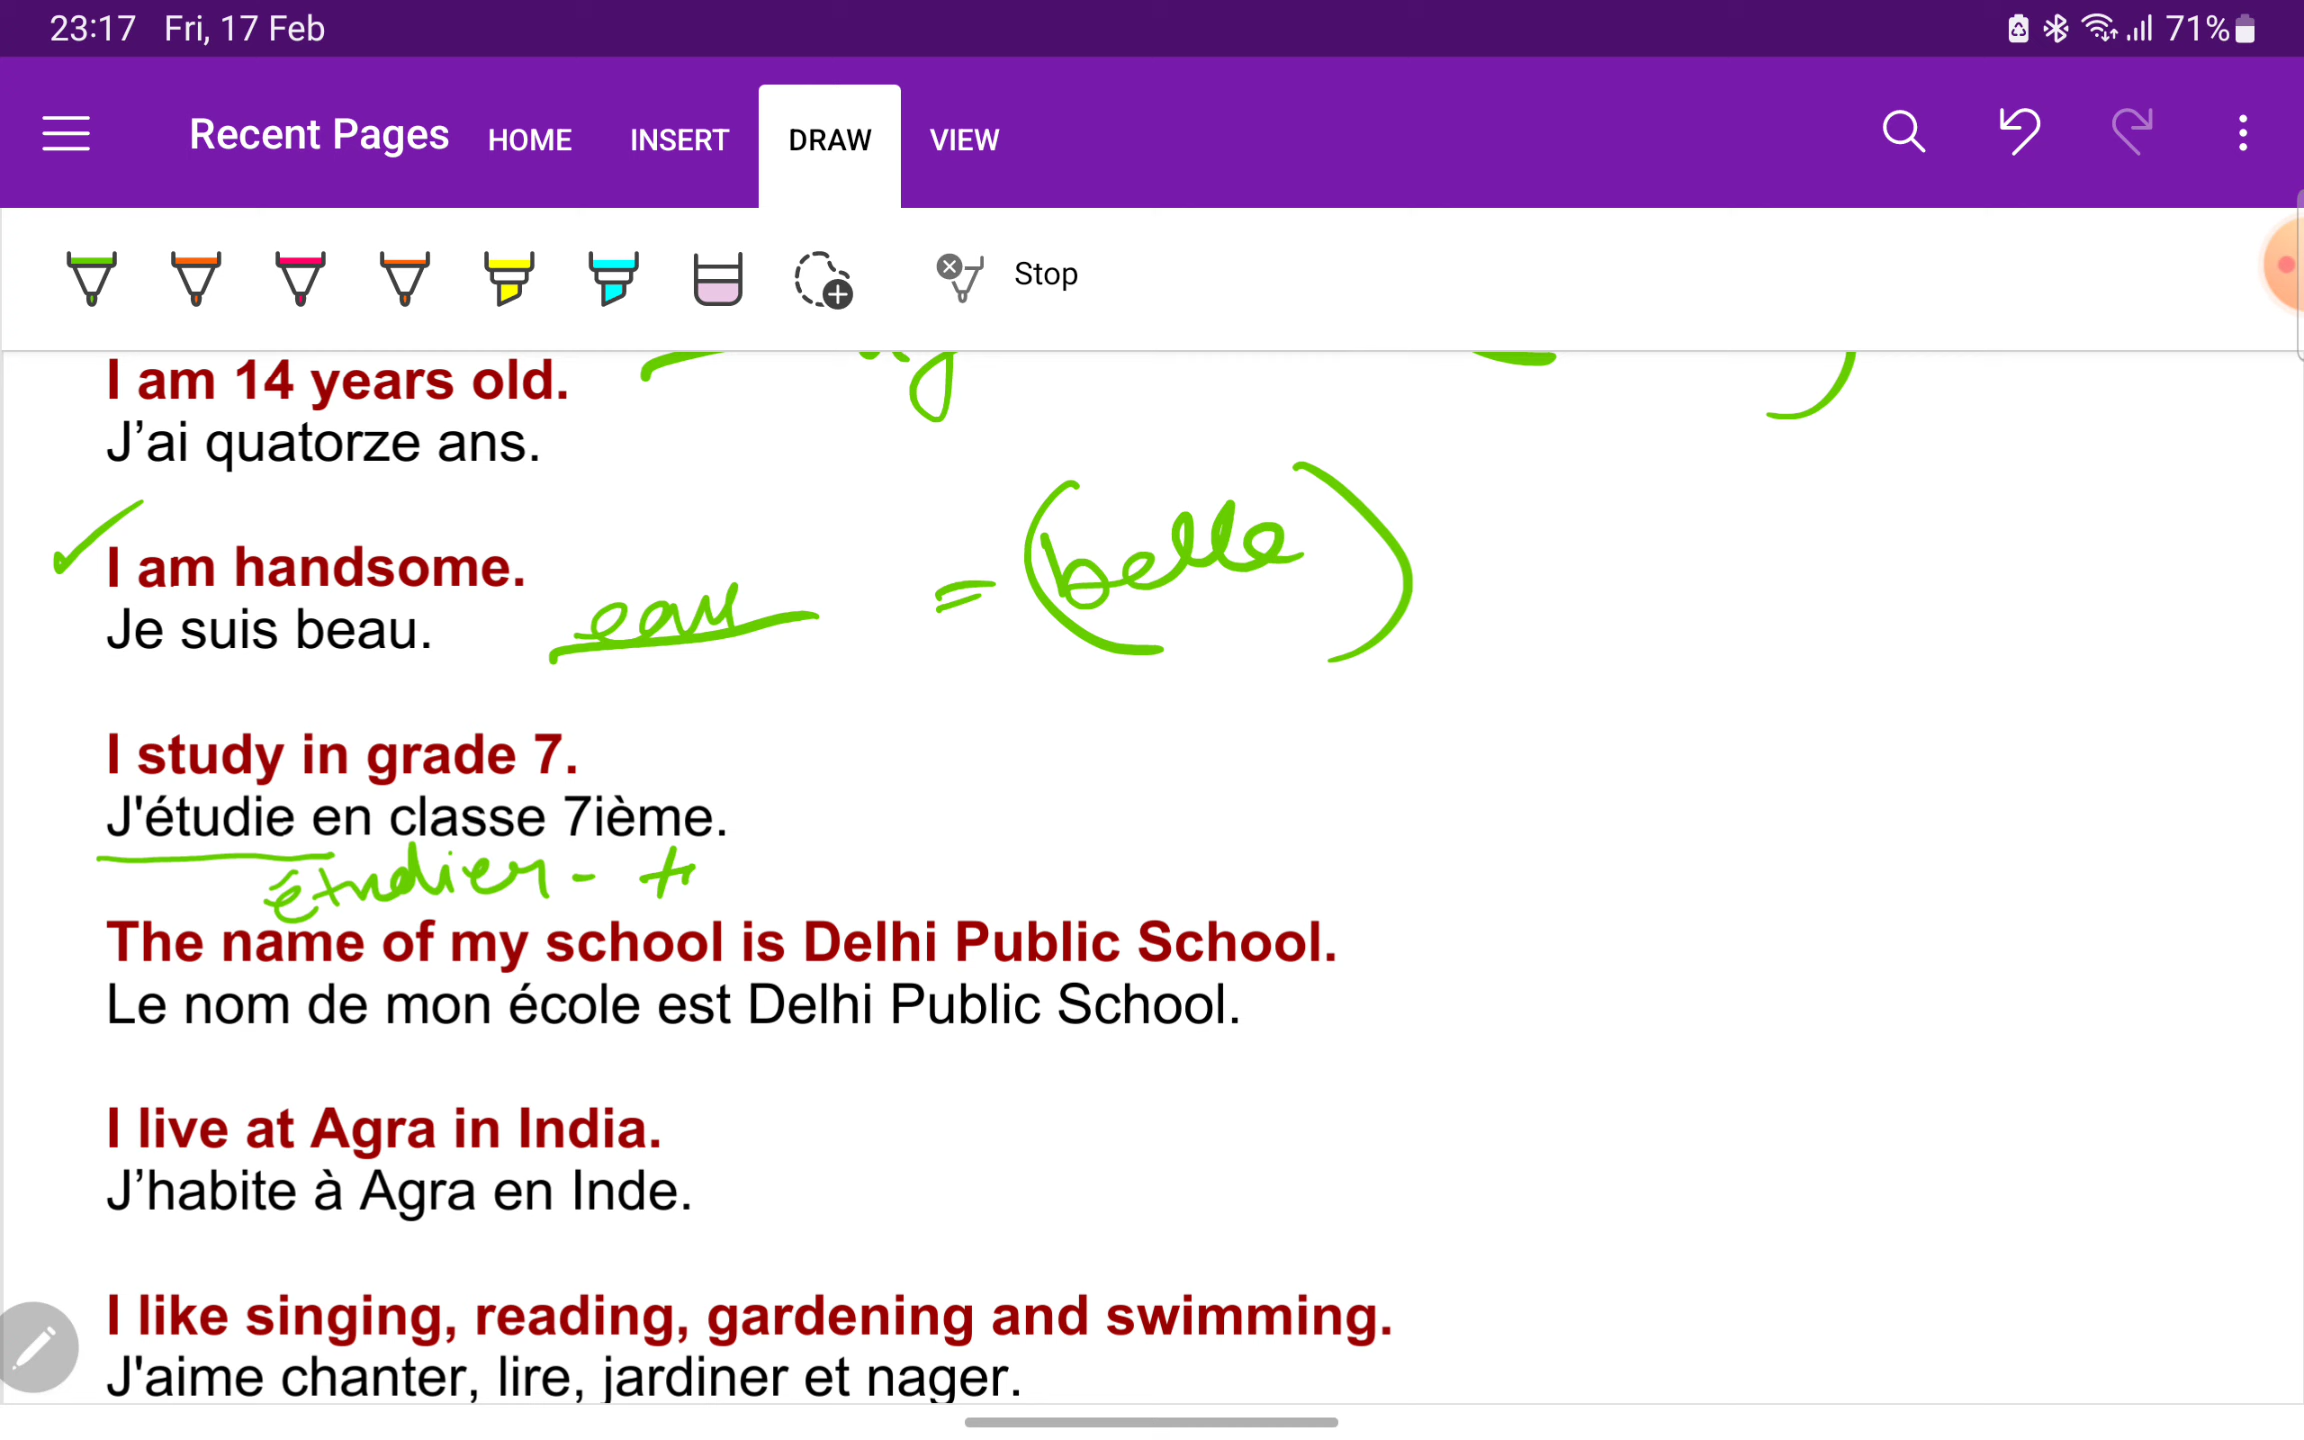 23:17 Fri, 17 Feb 71%
Recent Pages HOME INSERT DRAW VIEW
Stop
I am 14 years old.
J’ai quatorze ans.
I am handsome.
Je suis beau. eau = (belle)
I study in grade 7.
J'étudie en classe 7ième.
étudier - t
The name of my school is Delhi Public School.
Le nom de mon école est Delhi Public School.
I live at Agra in India.
J’habite à Agra en Inde.
I like singing, reading, gardening and swimming.
J'aime chanter, lire, jardiner et nager.